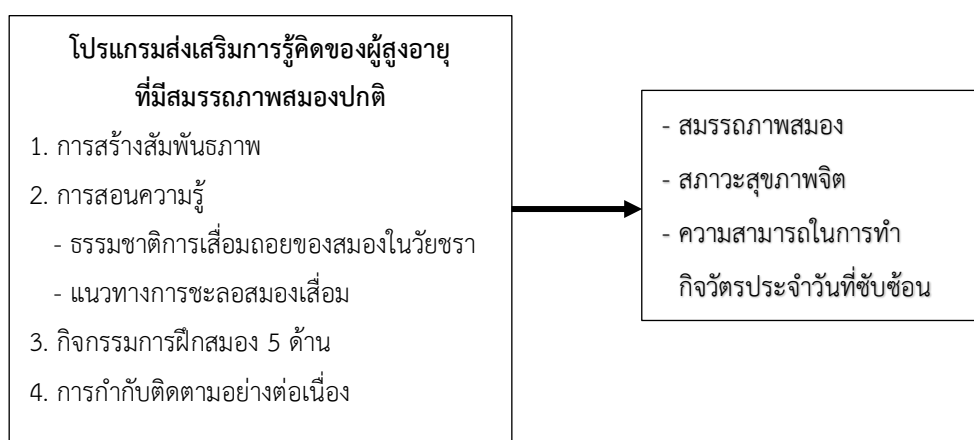 โปรแกรมส่งเสริมการรู้คิดของผู้สูงอายุ
ที่มีสมรรถภาพสมองปกติ
1. การสร้างสัมพันธภาพ
2. การสอนความรู้
- ธรรมชาติการเสื่อมถอยของสมองในวัยชรา
- แนวทางการชะลอสมองเสื่อม
3. กิจกรรมการฝึกสมอง 5 ด้าน
4. การกำกับติดตามอย่างต่อเนื่อง
- สมรรถภาพสมอง
- สภาวะสุขภาพจิต
- ความสามารถในการทำ
กิจวัตรประจำวันที่ซับซ้อน